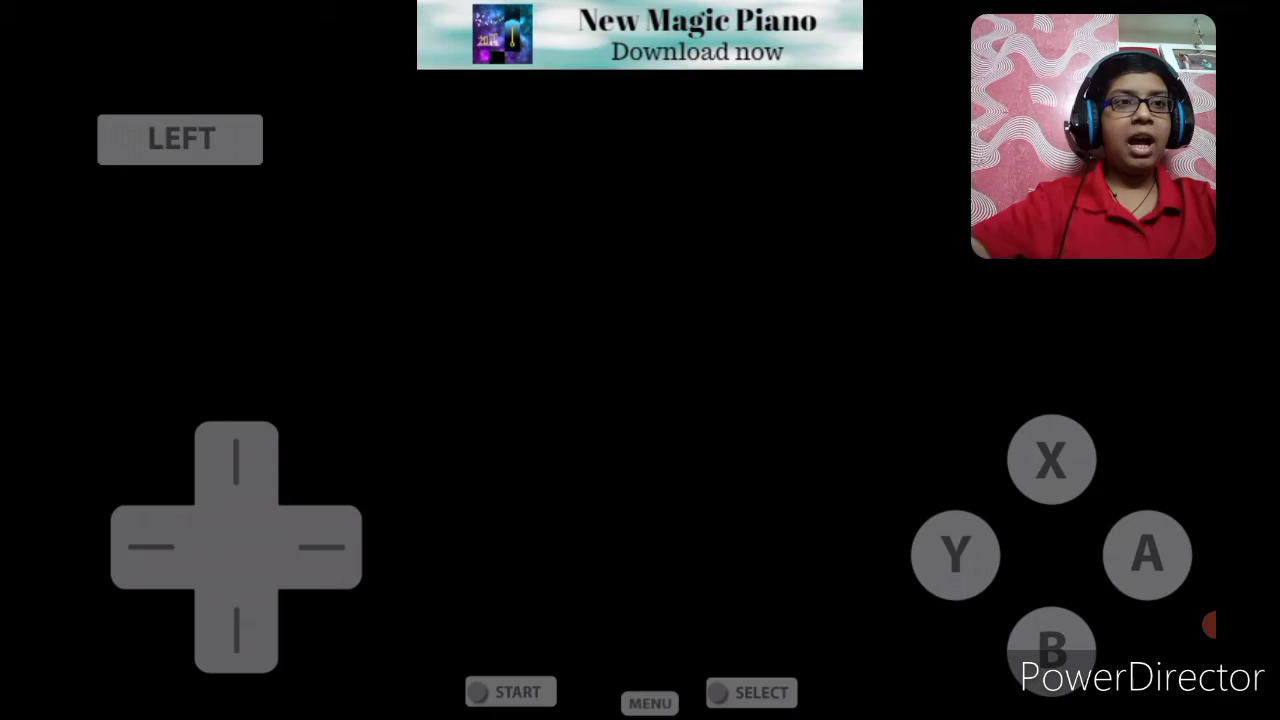 New Magic Piano
Download now
LEFT
X
Y
A
B
START
MENU
SELECT
PowerDirector